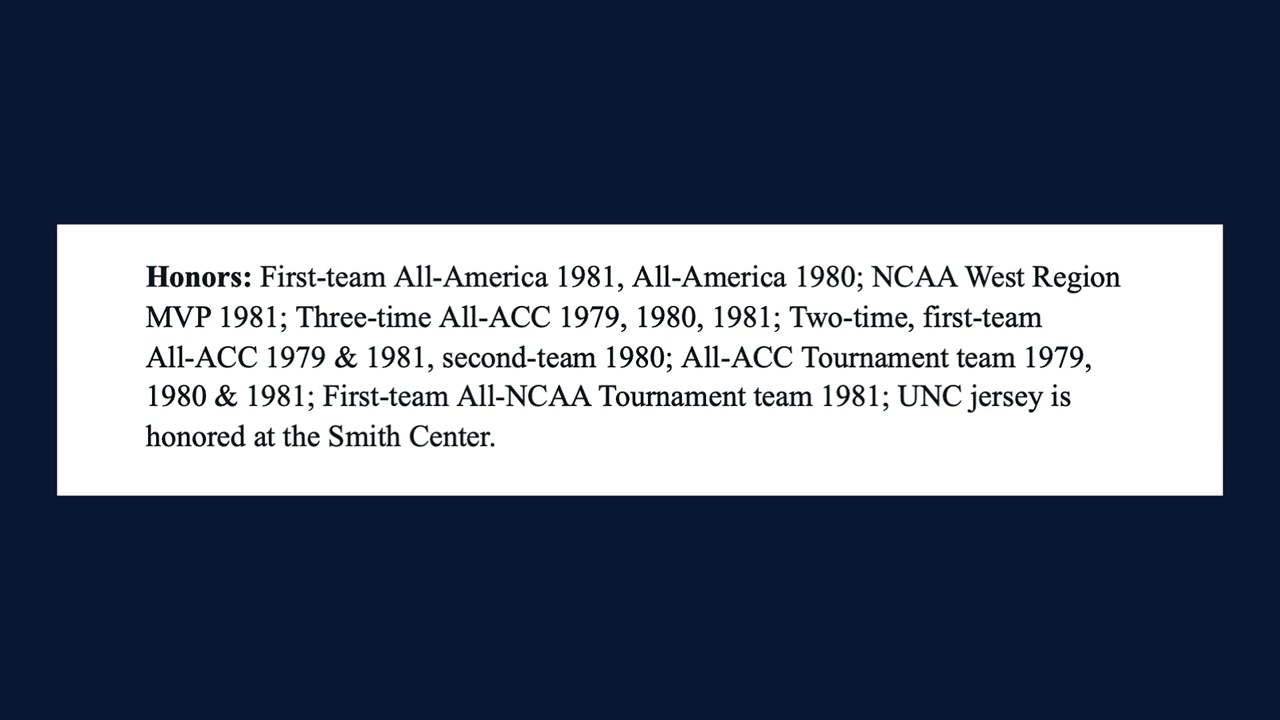 Honors: First-team All-America 1981, All-America 1980; NCAA West Region
MVP 1981; Three-time All-ACC 1979, 1980, 1981; Two-time, first-team
All-ACC 1979 & 1981, second-team 1980; All-ACC Tournament team 1979,
1980 & 1981; First-team All-NCAA Tournament team 1981; UNC jersey is
honored at the Smith Center.